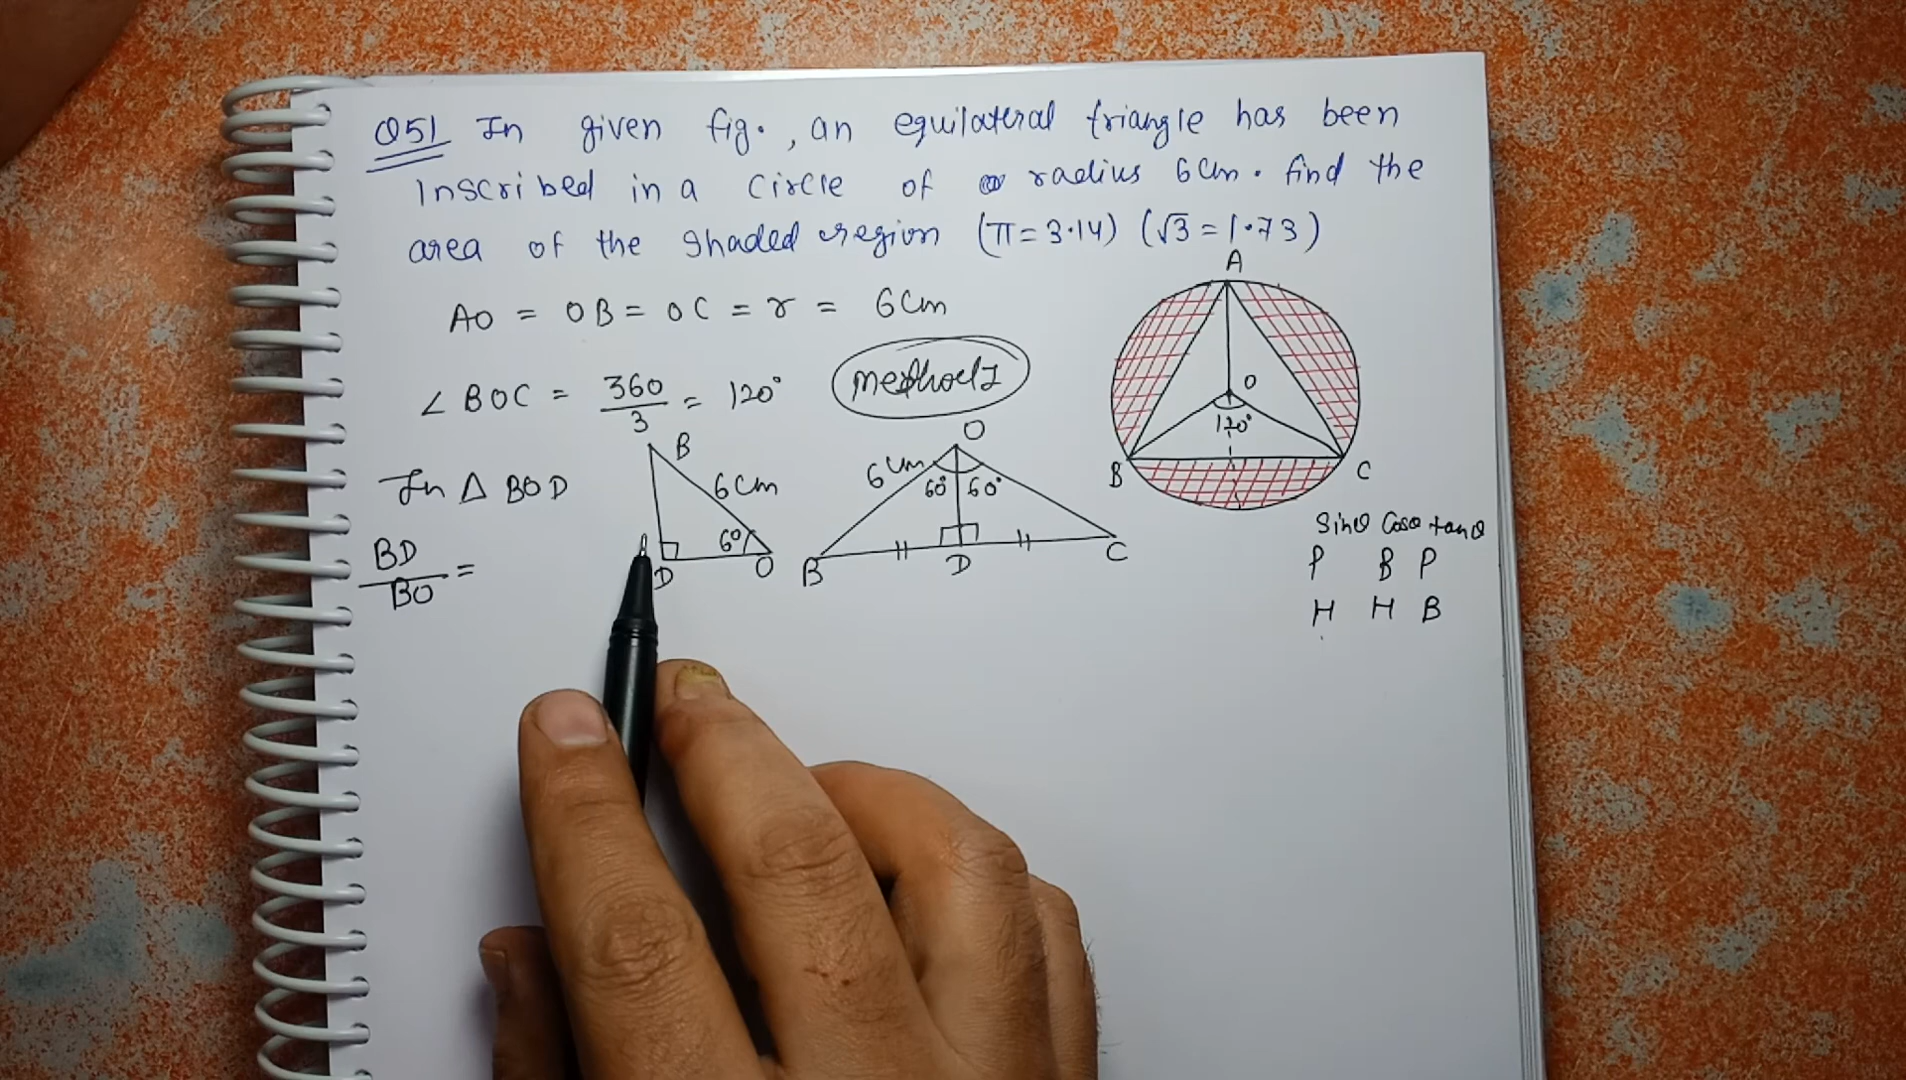 Q51 In given fig., an equilateral triangle has been
Inscribed in a circle of radius 6cm. find the
area of the shaded region (π = 3.14) (√3 = 1.73)
AO = OB = OC = r = 6cm
∠BOC = 360/3 = 120°
method I
In Δ BOD
BD/BO =
B
6cm
60
D O
O
6cm
60° 60°
B D C
A
O
120°
B C
Sinθ Cosθ tanθ
P B P
H H B